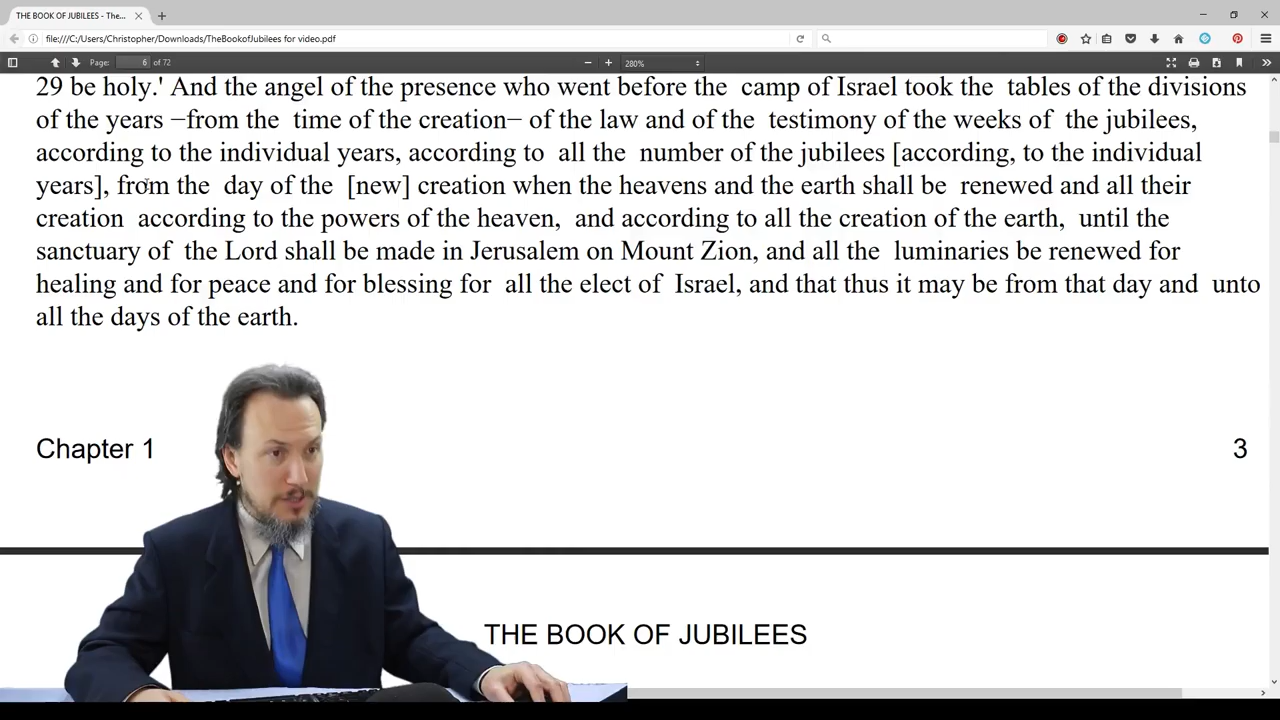 THE BOOK OF JUBILEES - The...
file:///C:/Users/Christopher/Downloads/TheBookofJubilees for video.pdf
Page: 6 of 72
280%
29 be holy.' And the angel of the presence who went before the camp of Israel took the tables of the divisions
of the years −from the time of the creation− of the law and of the testimony of the weeks of the jubilees,
according to the individual years, according to all the number of the jubilees [according, to the individual
years], from the day of the [new] creation when the heavens and the earth shall be renewed and all their
creation according to the powers of the heaven, and according to all the creation of the earth, until the
sanctuary of the Lord shall be made in Jerusalem on Mount Zion, and all the luminaries be renewed for
healing and for peace and for blessing for all the elect of Israel, and that thus it may be from that day and unto
all the days of the earth.
Chapter 1 3
THE BOOK OF JUBILEES